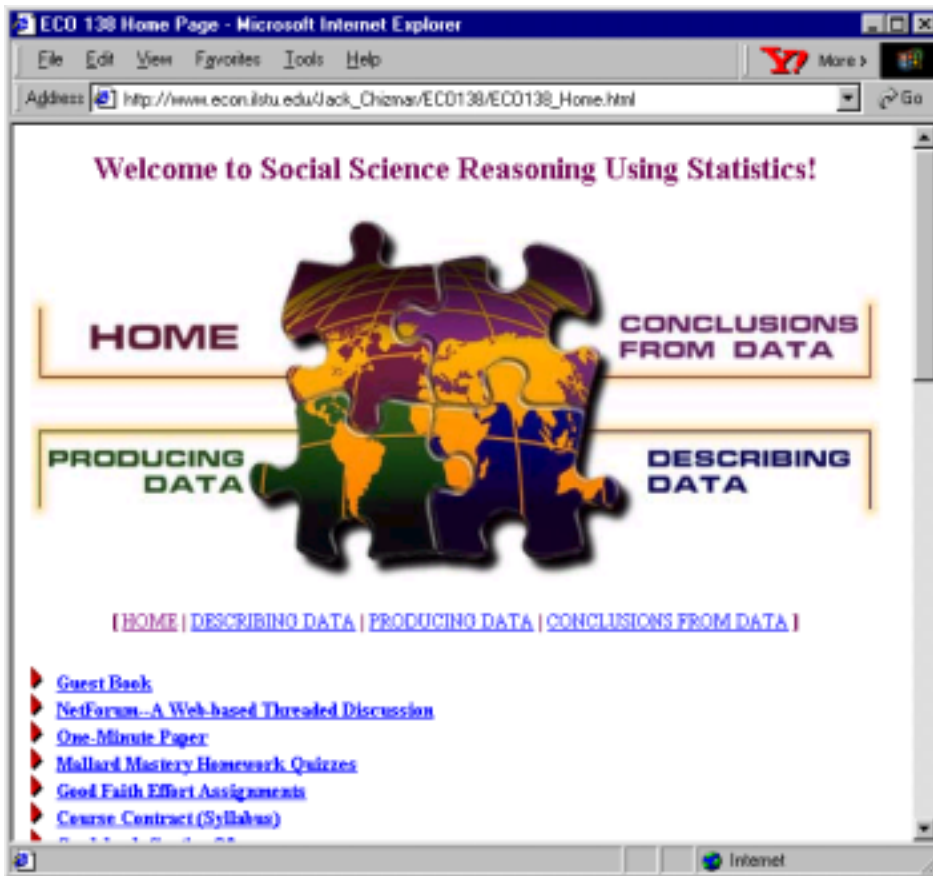 ECO 138 Home Page - Microsoft Internet Explorer
File Edit View Favorites Tools Help
Y! More »
Address http://www.econ.ilstu.edu/Jack_Chizmar/ECO138/ECO138_Home.html Go
Welcome to Social Science Reasoning Using Statistics!
HOME
CONCLUSIONS
FROM DATA
PRODUCING
DATA
DESCRIBING
DATA
[ HOME | DESCRIBING DATA | PRODUCING DATA | CONCLUSIONS FROM DATA ]
Guest Book
NetForum--A Web-based Threaded Discussion
One-Minute Paper
Mallard Mastery Homework Quizzes
Good Faith Effort Assignments
Course Contract (Syllabus)
Internet